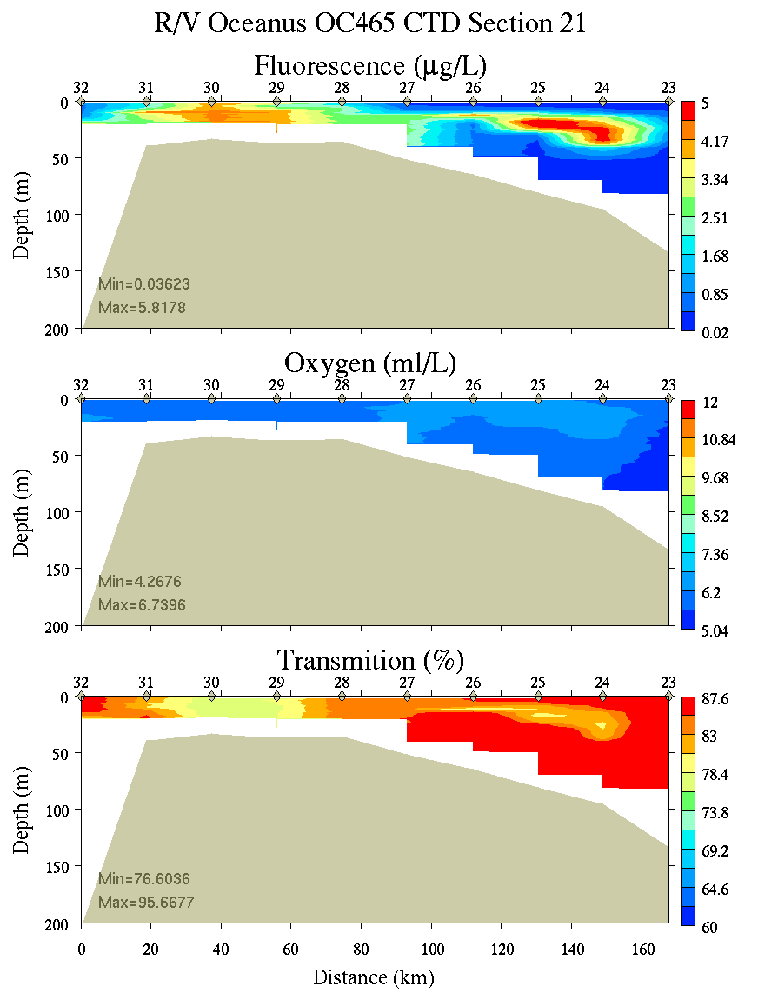 R/V Oceanus OC465 CTD Section 21
Fluorescence (µg/L)
32 31 30 29 28 27 26 25 24 23
0
50
100
150
200
Depth (m)
Min=0.03623
Max=5.8178
5
4.17
3.34
2.51
1.68
0.85
0.02
Oxygen (ml/L)
32 31 30 29 28 27 26 25 24 23
0
50
100
150
200
Depth (m)
Min=4.2676
Max=6.7396
12
10.84
9.68
8.52
7.36
6.2
5.04
Transmition (%)
32 31 30 29 28 27 26 25 24 23
0
50
100
150
200
Depth (m)
Min=76.6036
Max=95.6677
87.6
83
78.4
73.8
69.2
64.6
60
0 20 40 60 80 100 120 140 160
Distance (km)